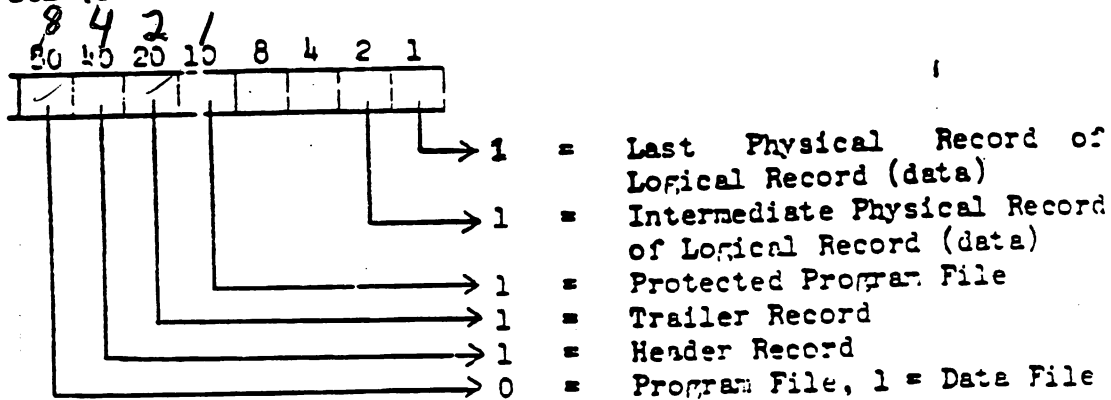 8 4 2 1
80 40 20 10 8 4 2 1
1 = Last Physical Record of
Logical Record (data)
1 = Intermediate Physical Record
of Logical Record (data)
1 = Protected Program File
1 = Trailer Record
1 = Header Record
0 = Program File, 1 = Data File